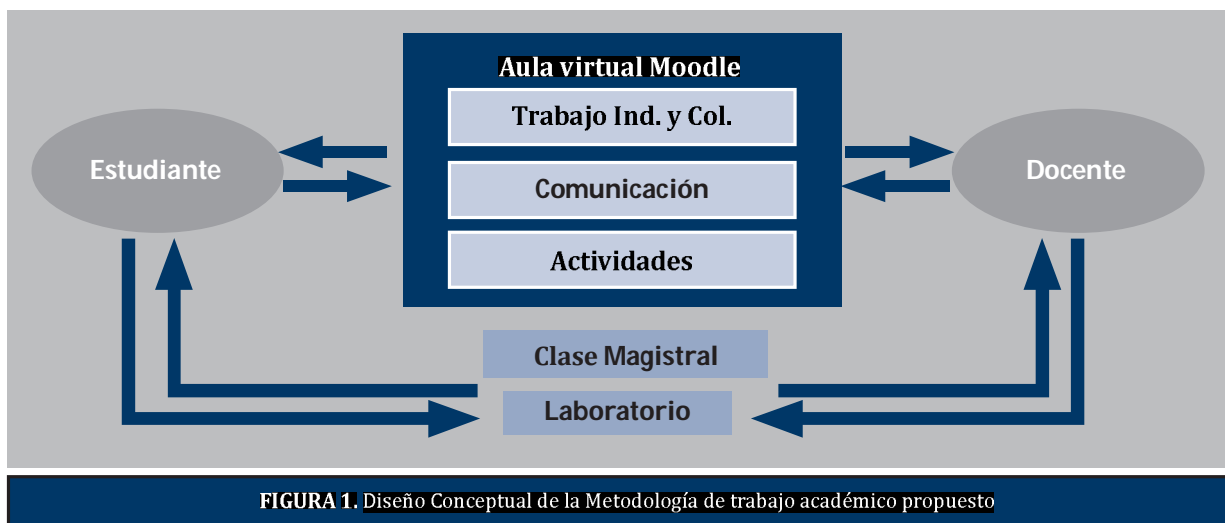 Aula virtual Moodle
Trabajo Ind. y Col.
Estudiante
Comunicación
Docente
Actividades
Clase Magistral
Laboratorio
FIGURA 1. Diseño Conceptual de la Metodología de trabajo académico propuesto